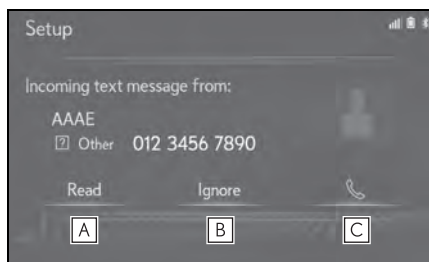 Setup
Incoming text message from:
AAAE
? Other 012 3456 7890
Read Ignore
A B C